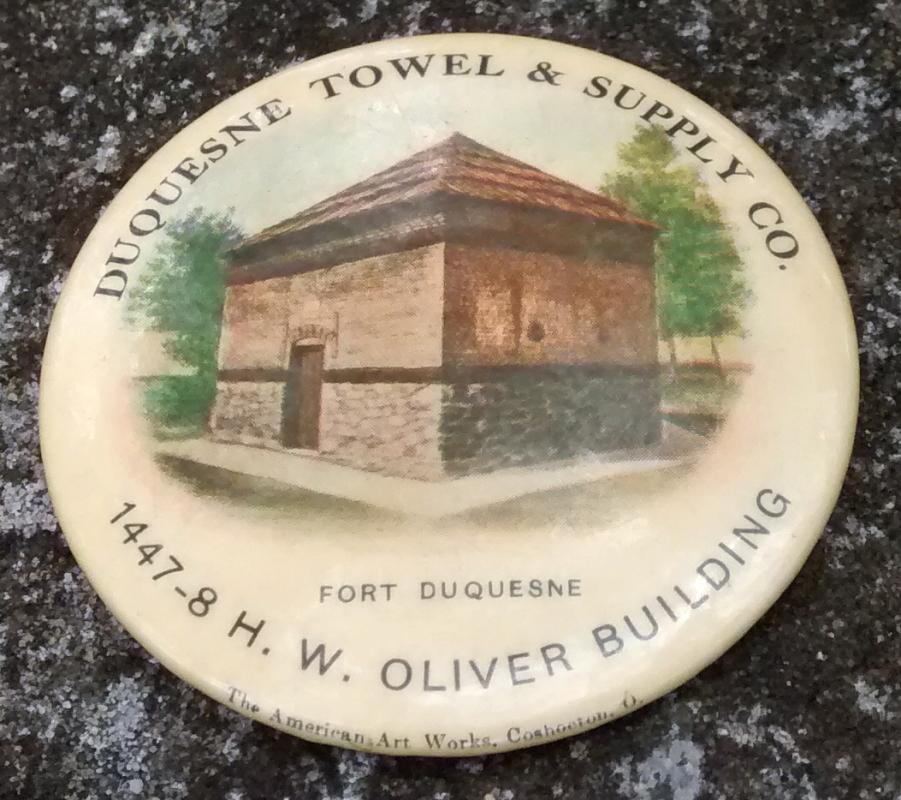 DUQUESNE TOWEL & SUPPLY CO.
FORT DUQUESNE
1447-8 H. W. OLIVER BUILDING
The American Art Works, Coshocton, O.